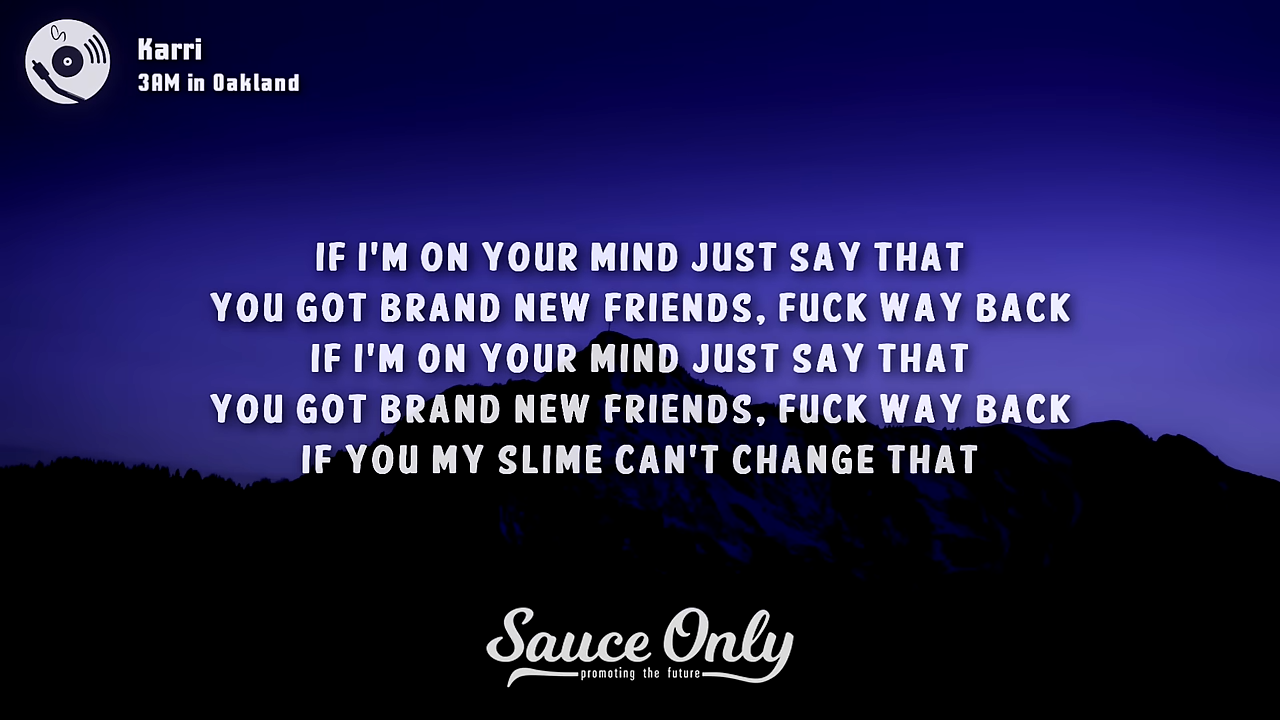 Karri
3AM in Oakland
IF I'M ON YOUR MIND JUST SAY THAT
YOU GOT BRAND NEW FRIENDS, FUCK WAY BACK
IF I'M ON YOUR MIND JUST SAY THAT
YOU GOT BRAND NEW FRIENDS, FUCK WAY BACK
IF YOU MY SLIME CAN'T CHANGE THAT
Sauce Only
promoting the future